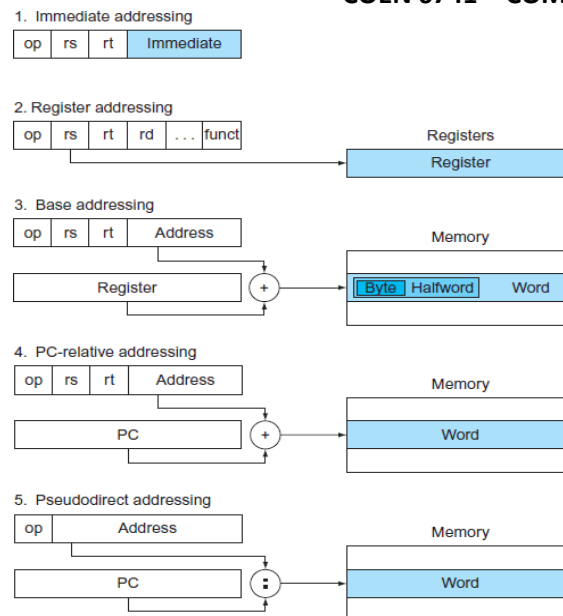 1. Immediate addressing
op rs rt Immediate
2. Register addressing
op rs rt rd ... funct
Registers
Register
3. Base addressing
op rs rt Address
Memory
Register + Byte Halfword Word
4. PC-relative addressing
op rs rt Address
Memory
PC + Word
5. Pseudodirect addressing
op Address
Memory
PC : Word